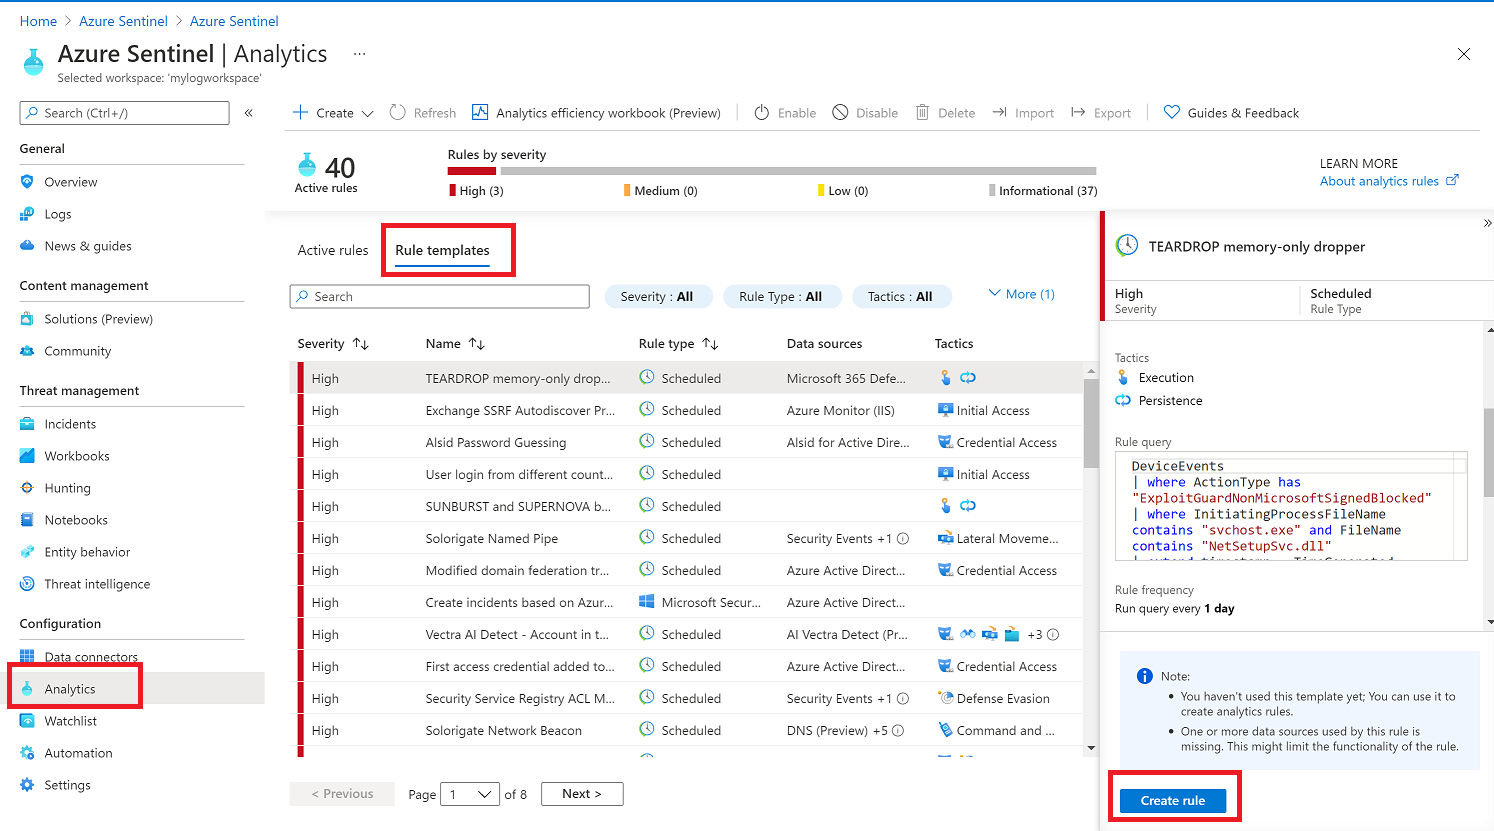 Home > Azure Sentinel > Azure Sentinel
Azure Sentinel | Analytics ...
Selected workspace: 'mylogworkspace'
Search (Ctrl+/) «
General
Overview
Logs
News & guides
Content management
Solutions (Preview)
Community
Threat management
Incidents
Workbooks
Hunting
Notebooks
Entity behavior
Threat intelligence
Configuration
Data connectors
Analytics
Watchlist
Automation
Settings
Create Refresh Analytics efficiency workbook (Preview) Enable Disable Delete Import Export Guides & Feedback
40
Active rules
Rules by severity
High (3) Medium (0) Low (0) Informational (37)
LEARN MORE
About analytics rules
Active rules Rule templates
Search Severity : All Rule Type : All Tactics : All More (1)
Severity ↑↓ Name ↑↓ Rule type ↑↓ Data sources Tactics
High TEARDROP memory-only drop... Scheduled Microsoft 365 Defe...
High Exchange SSRF Autodiscover Pr... Scheduled Azure Monitor (IIS) Initial Access
High Alsid Password Guessing Scheduled Alsid for Active Dire... Credential Access
High User login from different count... Scheduled Initial Access
High SUNBURST and SUPERNOVA b... Scheduled
High Solorigate Named Pipe Scheduled Security Events +1 Lateral Moveme...
High Modified domain federation tr... Scheduled Azure Active Direct... Credential Access
High Create incidents based on Azur... Microsoft Secur... Azure Active Direct...
High Vectra AI Detect - Account in t... Scheduled AI Vectra Detect (Pr... +3
High First access credential added to... Scheduled Azure Active Direct... Credential Access
High Security Service Registry ACL M... Scheduled Security Events +1 Defense Evasion
High Solorigate Network Beacon Scheduled DNS (Preview) +5 Command and ...
< Previous Page 1 of 8 Next >
»
TEARDROP memory-only dropper
High Scheduled
Severity Rule Type
Tactics
Execution
Persistence
Rule query
DeviceEvents
| where ActionType has
"ExploitGuardNonMicrosoftSignedBlocked"
| where InitiatingProcessFileName
contains "svchost.exe" and FileName
contains "NetSetupSvc.dll"
| extend timestamp = TimeGenerated
Rule frequency
Run query every 1 day
Note:
• You haven't used this template yet; You can use it to
create analytics rules.
• One or more data sources used by this rule is
missing. This might limit the functionality of the rule.
Create rule